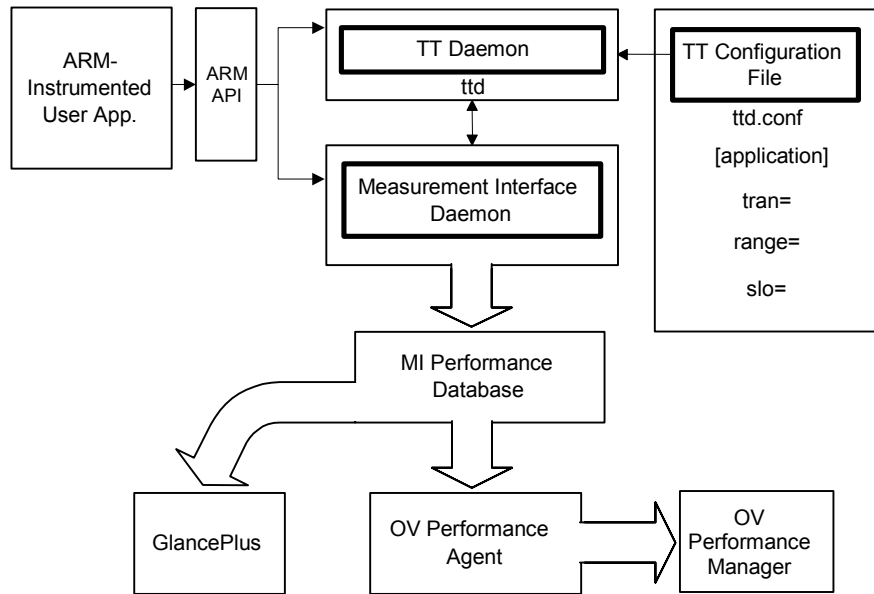 ARM-
Instrumented
User App.
ARM
API
TT Daemon
ttd
TT Configuration
File
ttd.conf
[application]
tran=
range=
slo=
Measurement Interface
Daemon
MI Performance
Database
GlancePlus
OV Performance
Agent
OV
Performance
Manager